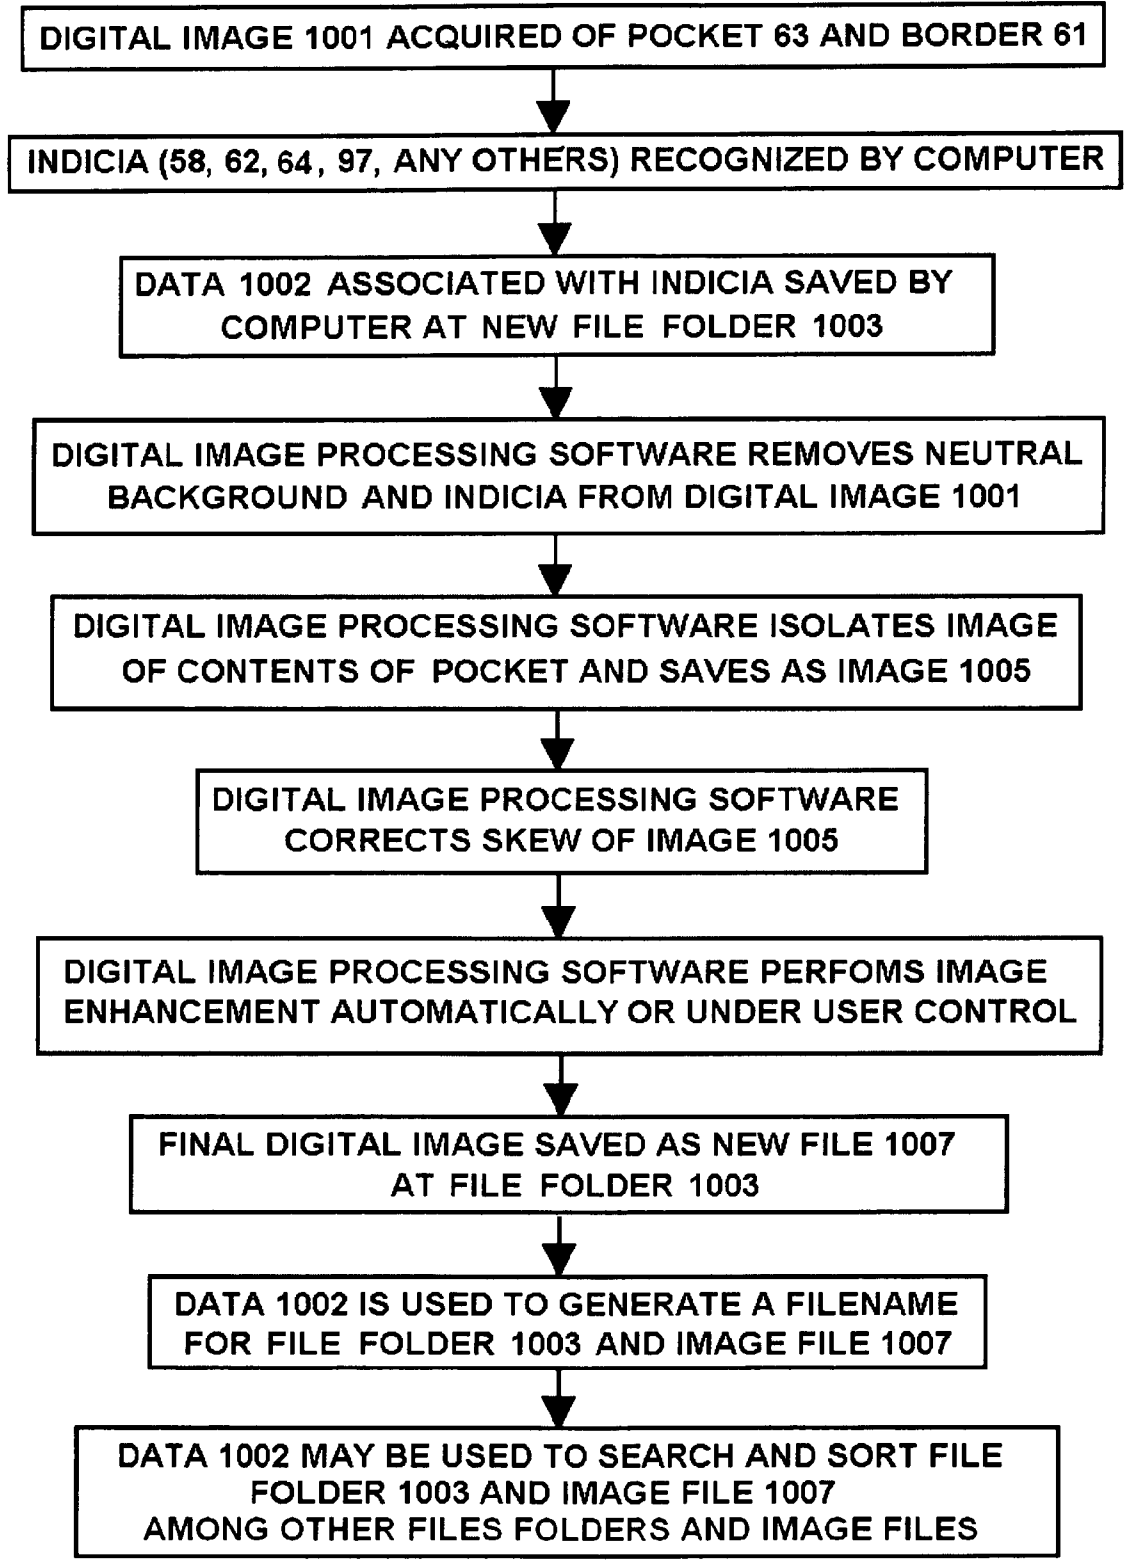 DIGITAL IMAGE 1001 ACQUIRED OF POCKET 63 AND BORDER 61
INDICIA (58, 62, 64, 97, ANY OTHERS) RECOGNIZED BY COMPUTER
DATA 1002 ASSOCIATED WITH INDICIA SAVED BY
COMPUTER AT NEW FILE FOLDER 1003
DIGITAL IMAGE PROCESSING SOFTWARE REMOVES NEUTRAL
BACKGROUND AND INDICIA FROM DIGITAL IMAGE 1001
DIGITAL IMAGE PROCESSING SOFTWARE ISOLATES IMAGE
OF CONTENTS OF POCKET AND SAVES AS IMAGE 1005
DIGITAL IMAGE PROCESSING SOFTWARE
CORRECTS SKEW OF IMAGE 1005
DIGITAL IMAGE PROCESSING SOFTWARE PERFOMS IMAGE
ENHANCEMENT AUTOMATICALLY OR UNDER USER CONTROL
FINAL DIGITAL IMAGE SAVED AS NEW FILE 1007
AT FILE FOLDER 1003
DATA 1002 IS USED TO GENERATE A FILENAME
FOR FILE FOLDER 1003 AND IMAGE FILE 1007
DATA 1002 MAY BE USED TO SEARCH AND SORT FILE
FOLDER 1003 AND IMAGE FILE 1007
AMONG OTHER FILES FOLDERS AND IMAGE FILES